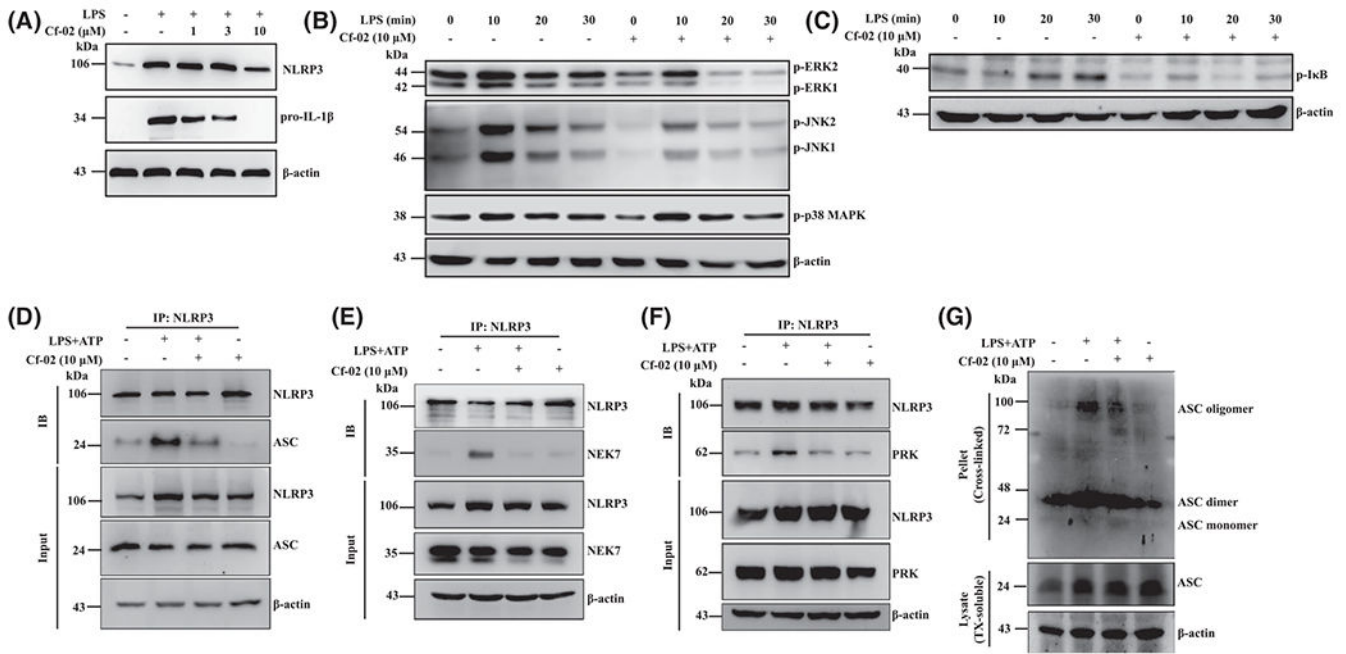 (A)
LPS - + + + +
Cf-02 (µM) - - 1 3 10
kDa
106 NLRP3
34 pro-IL-1β
43 β-actin
(B)
LPS (min) 0 10 20 30 0 10 20 30
Cf-02 (10 µM) - - - - + + + +
kDa
44 p-ERK2
42 p-ERK1
54 p-JNK2
46 p-JNK1
38 p-p38 MAPK
43 β-actin
(C)
LPS (min) 0 10 20 30 0 10 20 30
Cf-02 (10 µM) - - - - + + + +
kDa
40 p-IκB
43 β-actin
(D)
IP: NLRP3
LPS+ATP - + + -
Cf-02 (10 µM) - - + +
kDa
IB
106 NLRP3
24 ASC
Input
106 NLRP3
24 ASC
43 β-actin
(E)
IP: NLRP3
LPS+ATP - + + -
Cf-02 (10 µM) - - + +
kDa
IB
106 NLRP3
35 NEK7
Input
106 NLRP3
35 NEK7
43 β-actin
(F)
IP: NLRP3
LPS+ATP - + + -
Cf-02 (10 µM) - - + +
kDa
IB
106 NLRP3
62 PRK
Input
106 NLRP3
62 PRK
43 β-actin
(G)
LPS+ATP - + + -
Cf-02 (10 µM) - - + +
kDa
Pellet
(Cross-linked)
100 ASC oligomer
72
48 ASC dimer
24 ASC monomer
Lysate
(TX-soluble)
24 ASC
43 β-actin